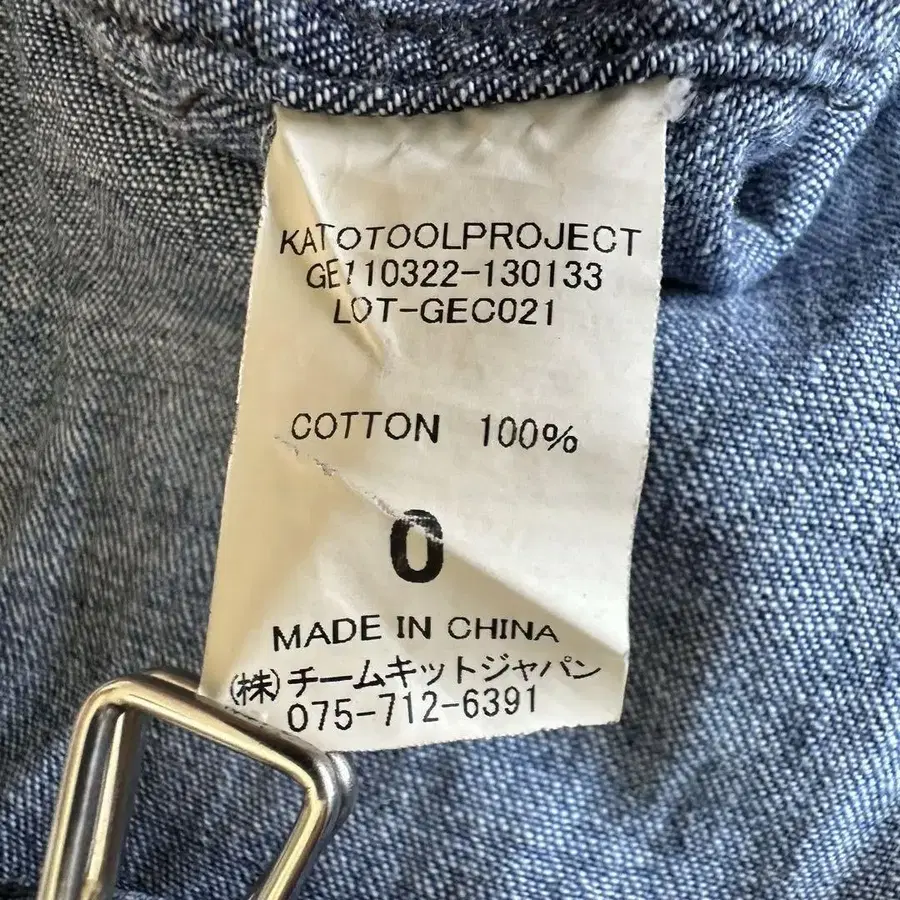 KATOTOOLPROJECT
GE110322-130133
LOT-GEC021
COTTON 100%
0
MADE IN CHINA
(株)チームキットジャパン
075-712-6391